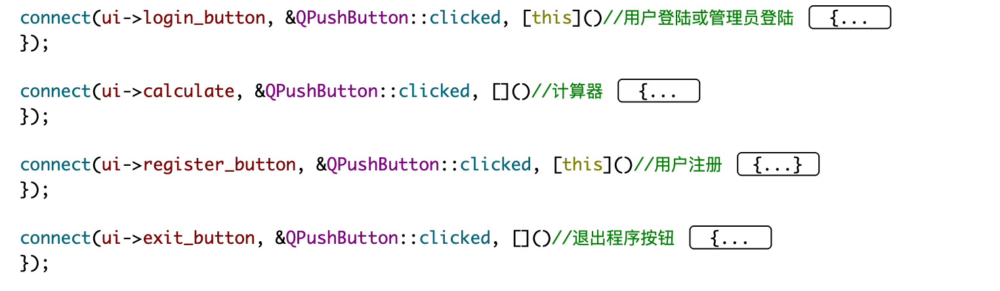 connect(ui->login_button, &QPushButton::clicked, [this]()//用户登陆或管理员登陆 {...
});
connect(ui->calculate, &QPushButton::clicked, []()//计算器 {...
});
connect(ui->register_button, &QPushButton::clicked, [this]()//用户注册 {...}
});
connect(ui->exit_button, &QPushButton::clicked, []()//退出程序按钮 {...
});